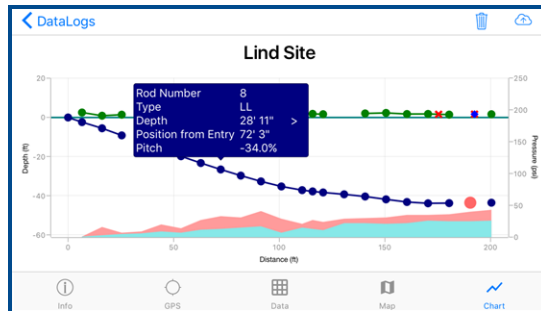 DataLogs
Lind Site
Rod Number 8
Type LL
Depth 28' 11" >
Position from Entry 72' 3"
Pitch -34.0%
20
0
-20
-40
-60
Depth (ft)
250
200
150
100
50
0
Pressure (psi)
0 50 100 150 200
Distance (ft)
Info GPS Data Map Chart